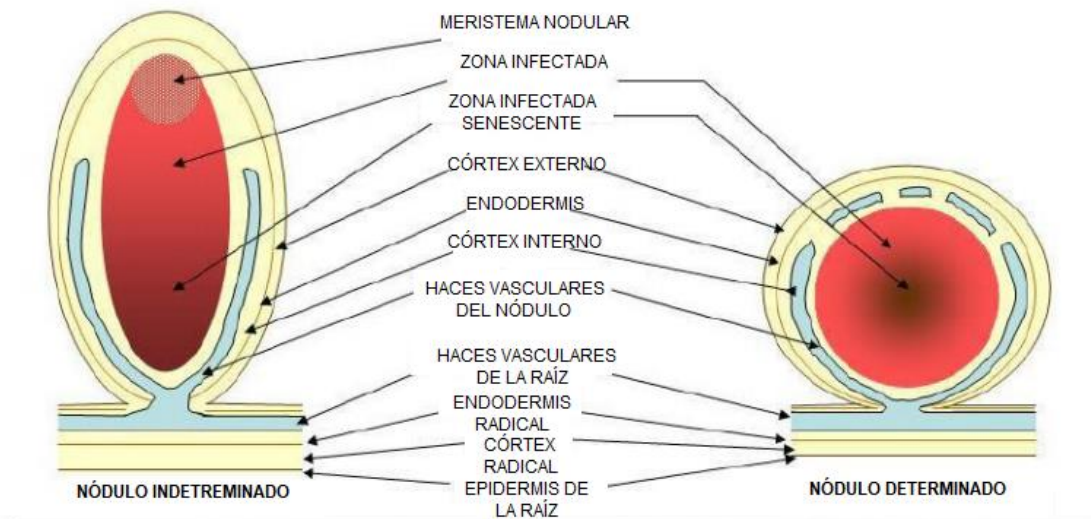 MERISTEMA NODULAR
ZONA INFECTADA
ZONA INFECTADA
SENESCENTE
CÓRTEX EXTERNO
ENDODERMIS
CÓRTEX INTERNO
HACES VASCULARES
DEL NÓDULO
HACES VASCULARES
DE LA RAÍZ
ENDODERMIS
RADICAL
CÓRTEX
RADICAL
EPIDERMIS DE
LA RAÍZ
NÓDULO INDETREMINADO
NÓDULO DETERMINADO